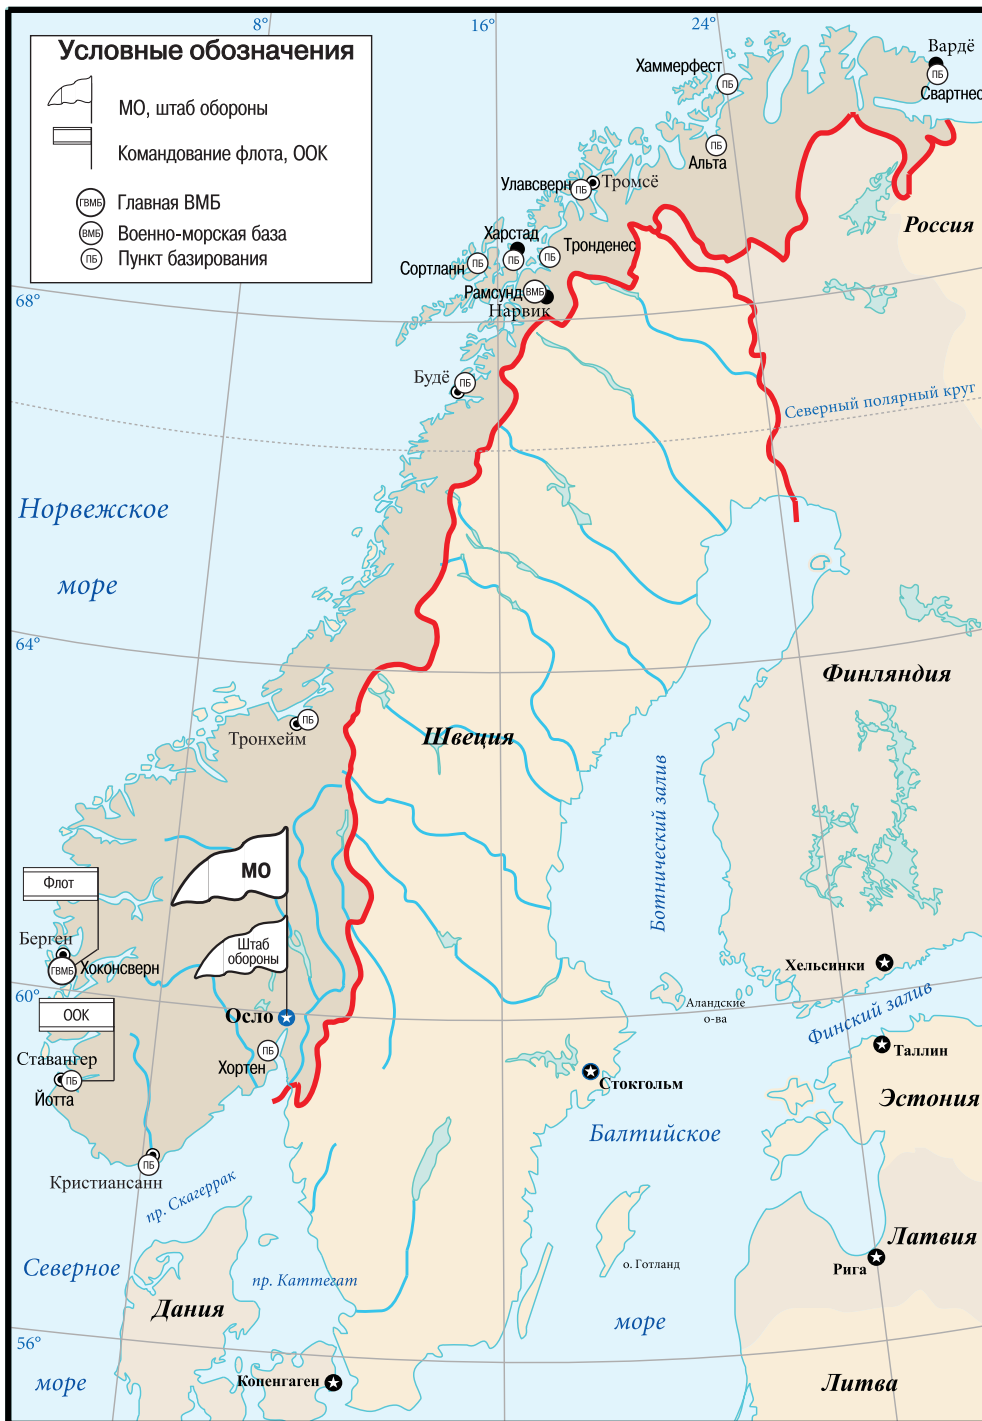 8°
16°
24°
Условные обозначения
МО, штаб обороны
Командование флота, ООК
ГВМБ Главная ВМБ
ВМБ Военно-морская база
ПБ Пункт базирования
Вардё
ПБ
Свартнес
Хаммерфест
ПБ
ПБ
Альта
Улавсверн
ПБ
Тромсё
Россия
Харстад
ПБ
Тронденес
ПБ
Сортланн
ПБ
Рамсунд
ВМБ
Нарвик
68°
Будё
ПБ
Северный полярный круг
Норвежское
море
64°
Финляндия
Тронхейм
ПБ
Швеция
Ботнический залив
МО
Флот
Берген
ГВМБ
Хоконсверн
Штаб
обороны
Хельсинки
60°
Аландские
о-ва
Финский залив
ООК
Осло
Ставангер
ПБ
Йотта
Хортен
ПБ
Таллин
Стокгольм
Эстония
Балтийское
ПБ
Кристиансанн
пр. Скагеррак
Северное
пр. Каттегат
о. Готланд
Латвия
Рига
Дания
море
56°
море
Копенгаген
Литва